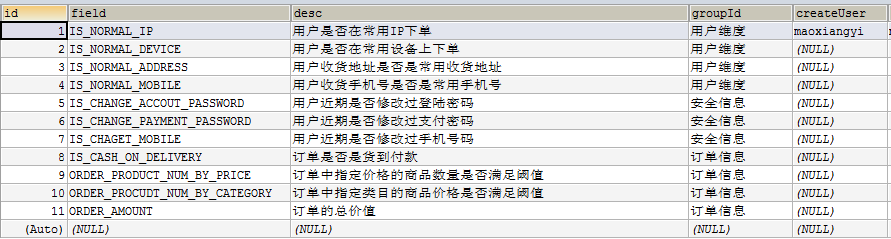 id field desc groupId createUser
1 IS_NORMAL_IP 用户是否在常用IP下单 用户维度 maoxiangyi
2 IS_NORMAL_DEVICE 用户是否在常用设备上下单 用户维度 (NULL)
3 IS_NORMAL_ADDRESS 用户收货地址是否是常用收货地址 用户维度 (NULL)
4 IS_NORMAL_MOBILE 用户收货手机号是否是常用手机号 用户维度 (NULL)
5 IS_CHANGE_ACCOUT_PASSWORD 用户近期是否修改过登陆密码 安全信息 (NULL)
6 IS_CHANGE_PAYMENT_PASSWORD 用户近期是否修改过支付密码 安全信息 (NULL)
7 IS_CHAGET_MOBILE 用户近期是否修改过手机号码 安全信息 (NULL)
8 IS_CASH_ON_DELIVERY 订单是否是货到付款 订单信息 (NULL)
9 ORDER_PRODUCT_NUM_BY_PRICE 订单中指定价格的商品数量是否满足阈值 订单信息 (NULL)
10 ORDER_PROCUDT_NUM_BY_CATEGORY 订单中指定类目的商品价格是否满足阈值 订单信息 (NULL)
11 ORDER_AMOUNT 订单的总价值 订单信息 (NULL)
(Auto) (NULL) (NULL) (NULL) (NULL)